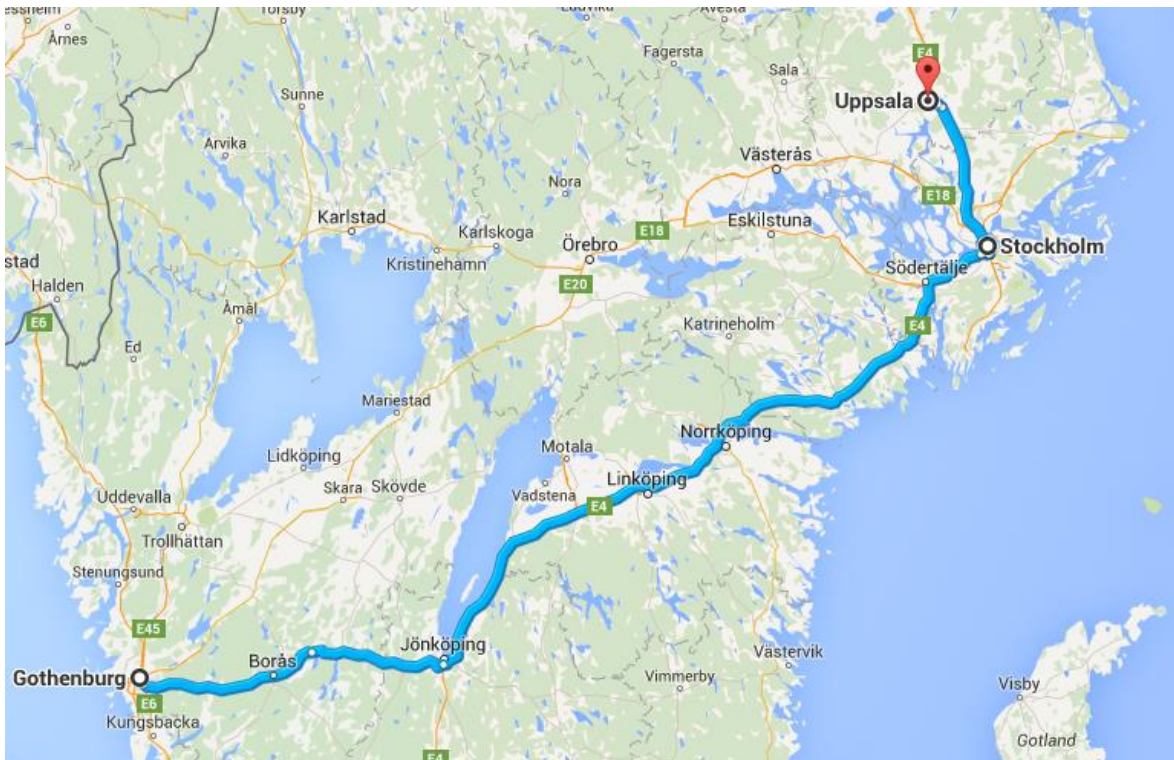 essheim
Årnes
Torsby
Ludvika
Avesta
E4
Fagersta
Sala
Sunne
Uppsala
Arvika
Västerås
Nora
E18
Karlstad
Karlskoga
Örebro
E18
Eskilstuna
Stockholm
stad
Kristinehamn
Södertälje
Halden
E20
E6
Åmål
Katrineholm
E4
Ed
Mariestad
Norrköping
Motala
Lidköping
Linköping
Skara
Skövde
Vadstena
Uddevalla
E4
Trollhättan
Stenungsund
E45
Jönköping
Borås
Västervik
Gothenburg
Vimmerby
Visby
E6
Kungsbacka
Gotland
E4